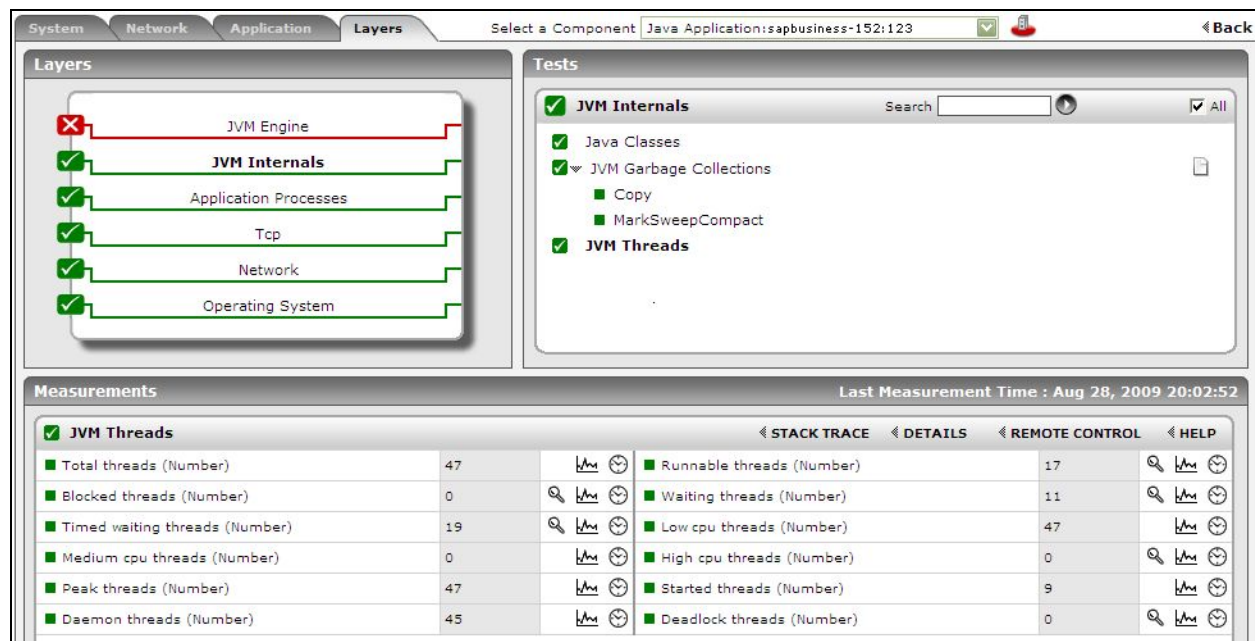 System Network Application Layers Select a Component Java Application:sapbusiness-152:123 Back
Layers
JVM Engine
JVM Internals
Application Processes
Tcp
Network
Operating System
Tests
JVM Internals Search All
Java Classes
JVM Garbage Collections
Copy
MarkSweepCompact
JVM Threads
Measurements Last Measurement Time : Aug 28, 2009 20:02:52
JVM Threads STACK TRACE DETAILS REMOTE CONTROL HELP
Total threads (Number) 47 Runnable threads (Number) 17
Blocked threads (Number) 0 Waiting threads (Number) 11
Timed waiting threads (Number) 19 Low cpu threads (Number) 47
Medium cpu threads (Number) 0 High cpu threads (Number) 0
Peak threads (Number) 47 Started threads (Number) 9
Daemon threads (Number) 45 Deadlock threads (Number) 0